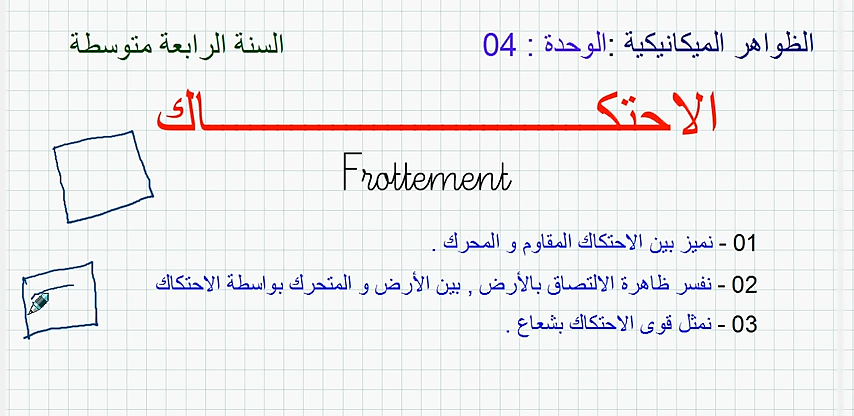 الظواهر الميكانيكية :الوحدة : 04
السنة الرابعة متوسطة
الاحتكـــــــــــــــــــــــاك
Frottement
01 - نميز بين الاحتكاك المقاوم و المحرك .
02 - نفسر ظاهرة الالتصاق بالأرض , بين الأرض و المتحرك بواسطة الاحتكاك
03 - نمثل قوى الاحتكاك بشعاع .